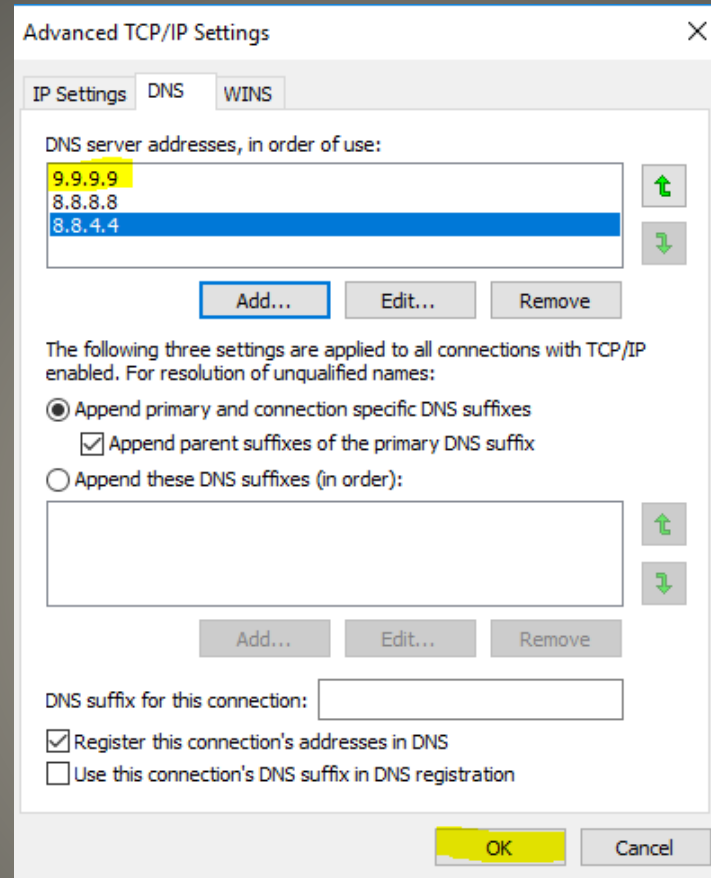 Advanced TCP/IP Settings
IP Settings DNS WINS
DNS server addresses, in order of use:
9.9.9.9
8.8.8.8
8.8.4.4
Add... Edit... Remove
The following three settings are applied to all connections with TCP/IP
enabled. For resolution of unqualified names:
Append primary and connection specific DNS suffixes
Append parent suffixes of the primary DNS suffix
Append these DNS suffixes (in order):
Add... Edit... Remove
DNS suffix for this connection:
Register this connection's addresses in DNS
Use this connection's DNS suffix in DNS registration
OK Cancel